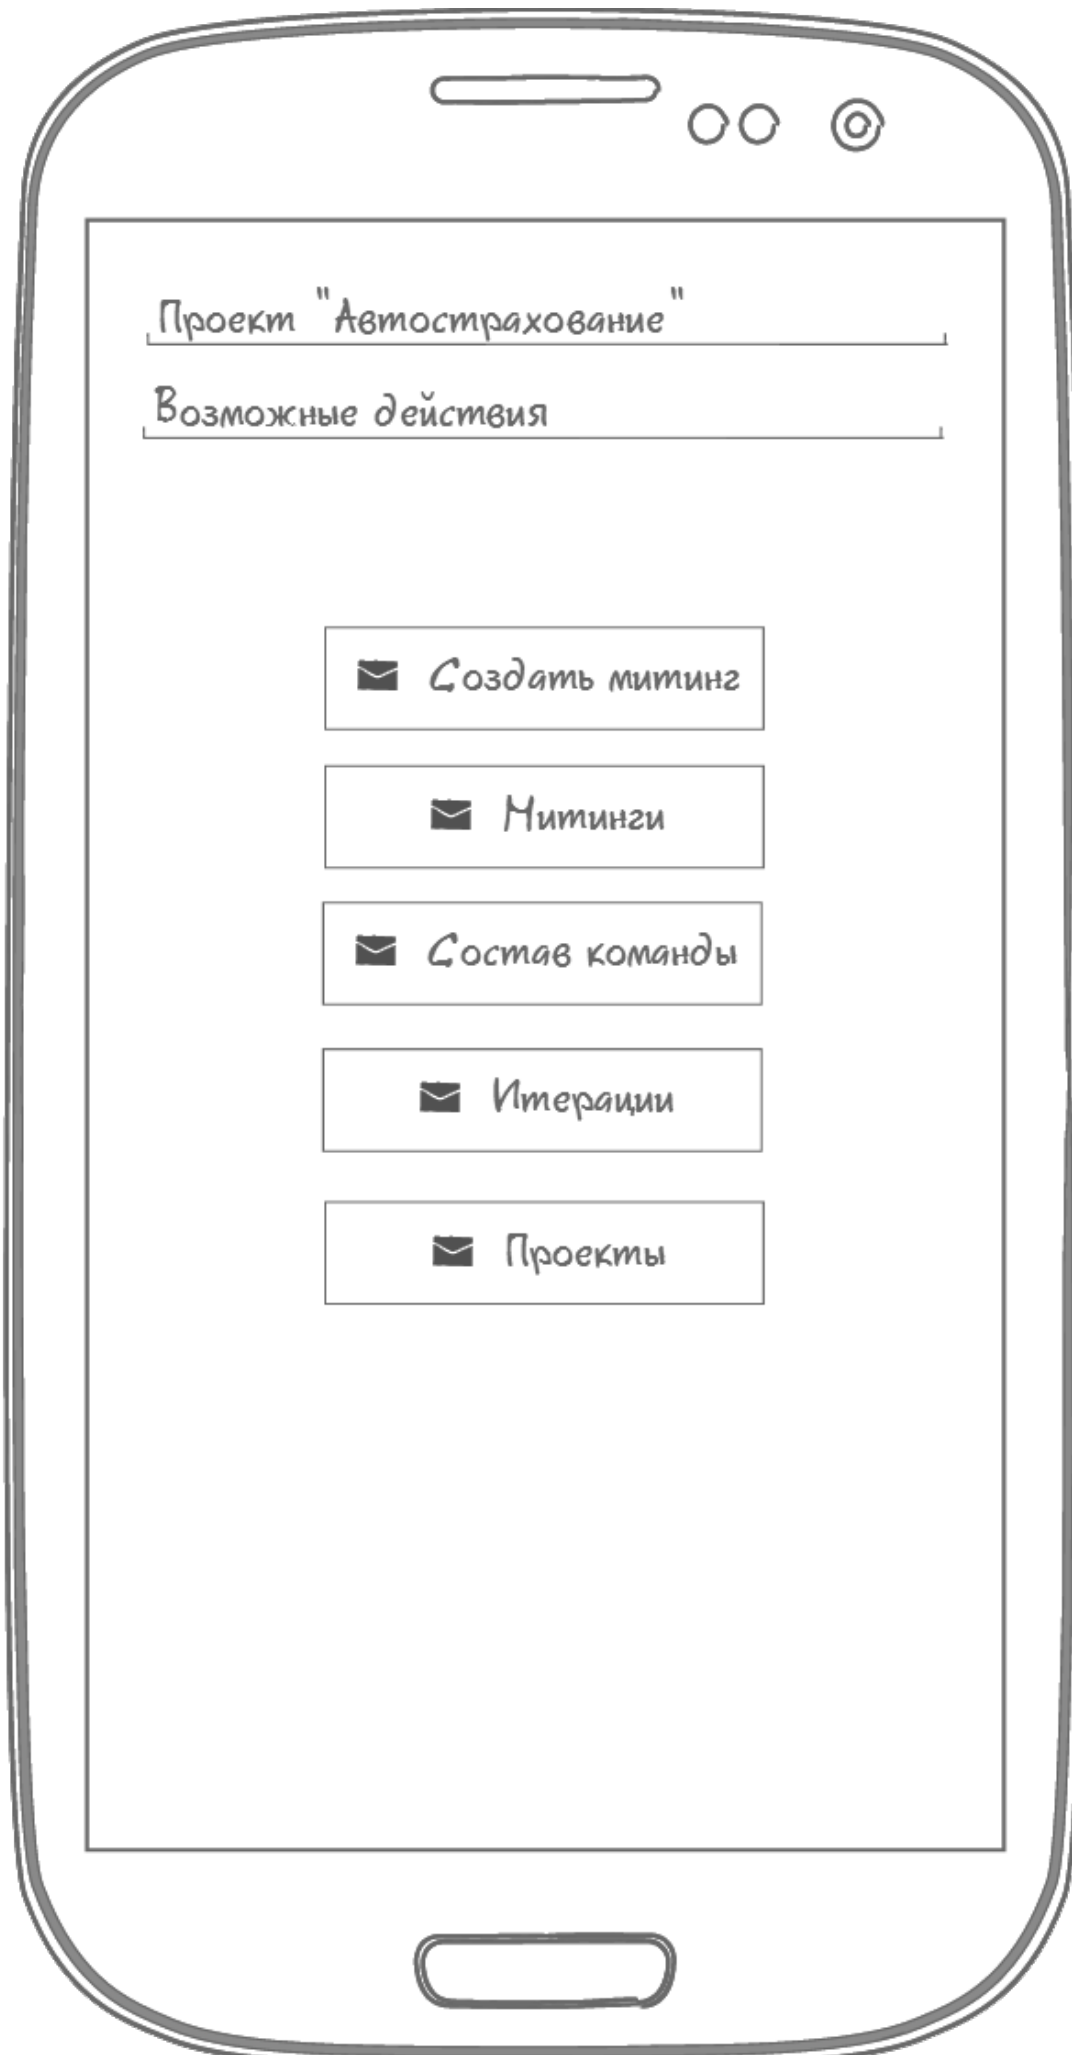 Проект "Автострахование"
Возможные действия
Создать митинг
Митинги
Состав команды
Итерации
Проекты